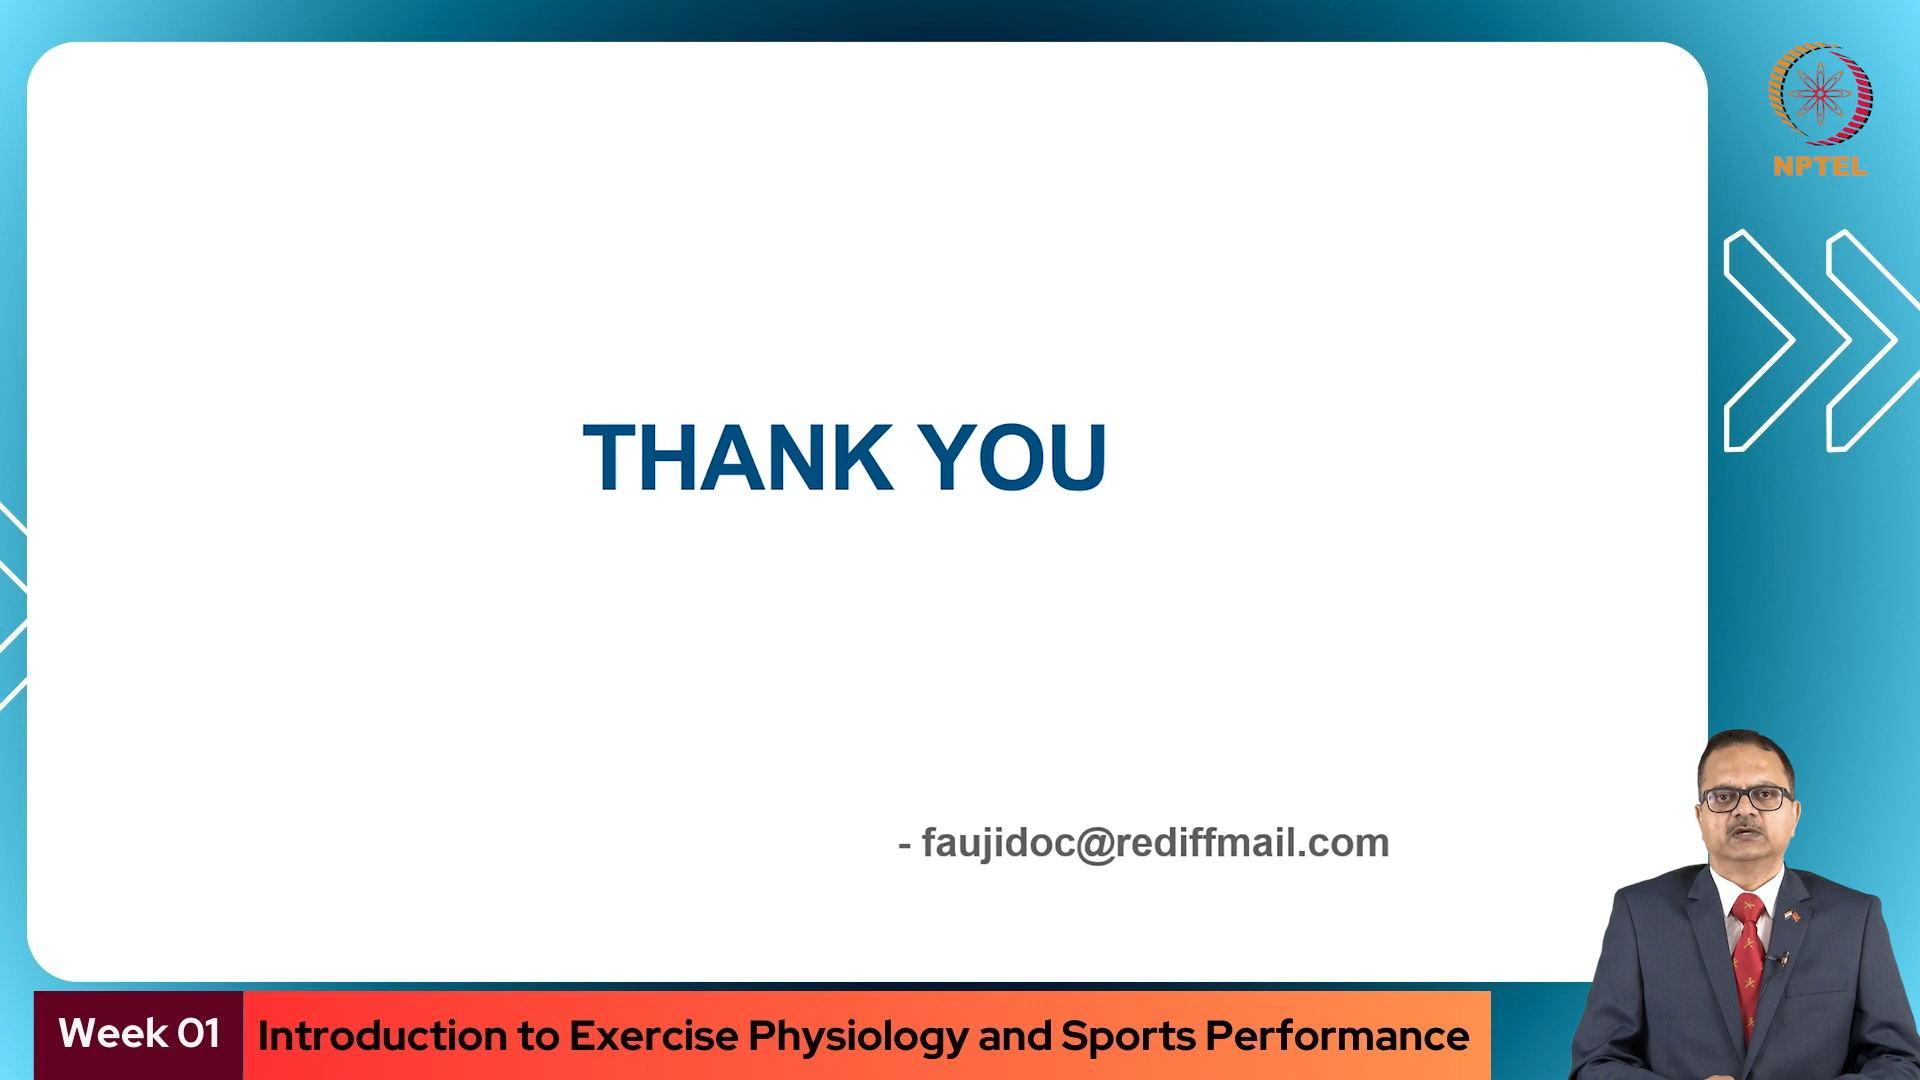 NPTEL
THANK YOU
- faujidoc@rediffmail.com
Week 01
Introduction to Exercise Physiology and Sports Performance